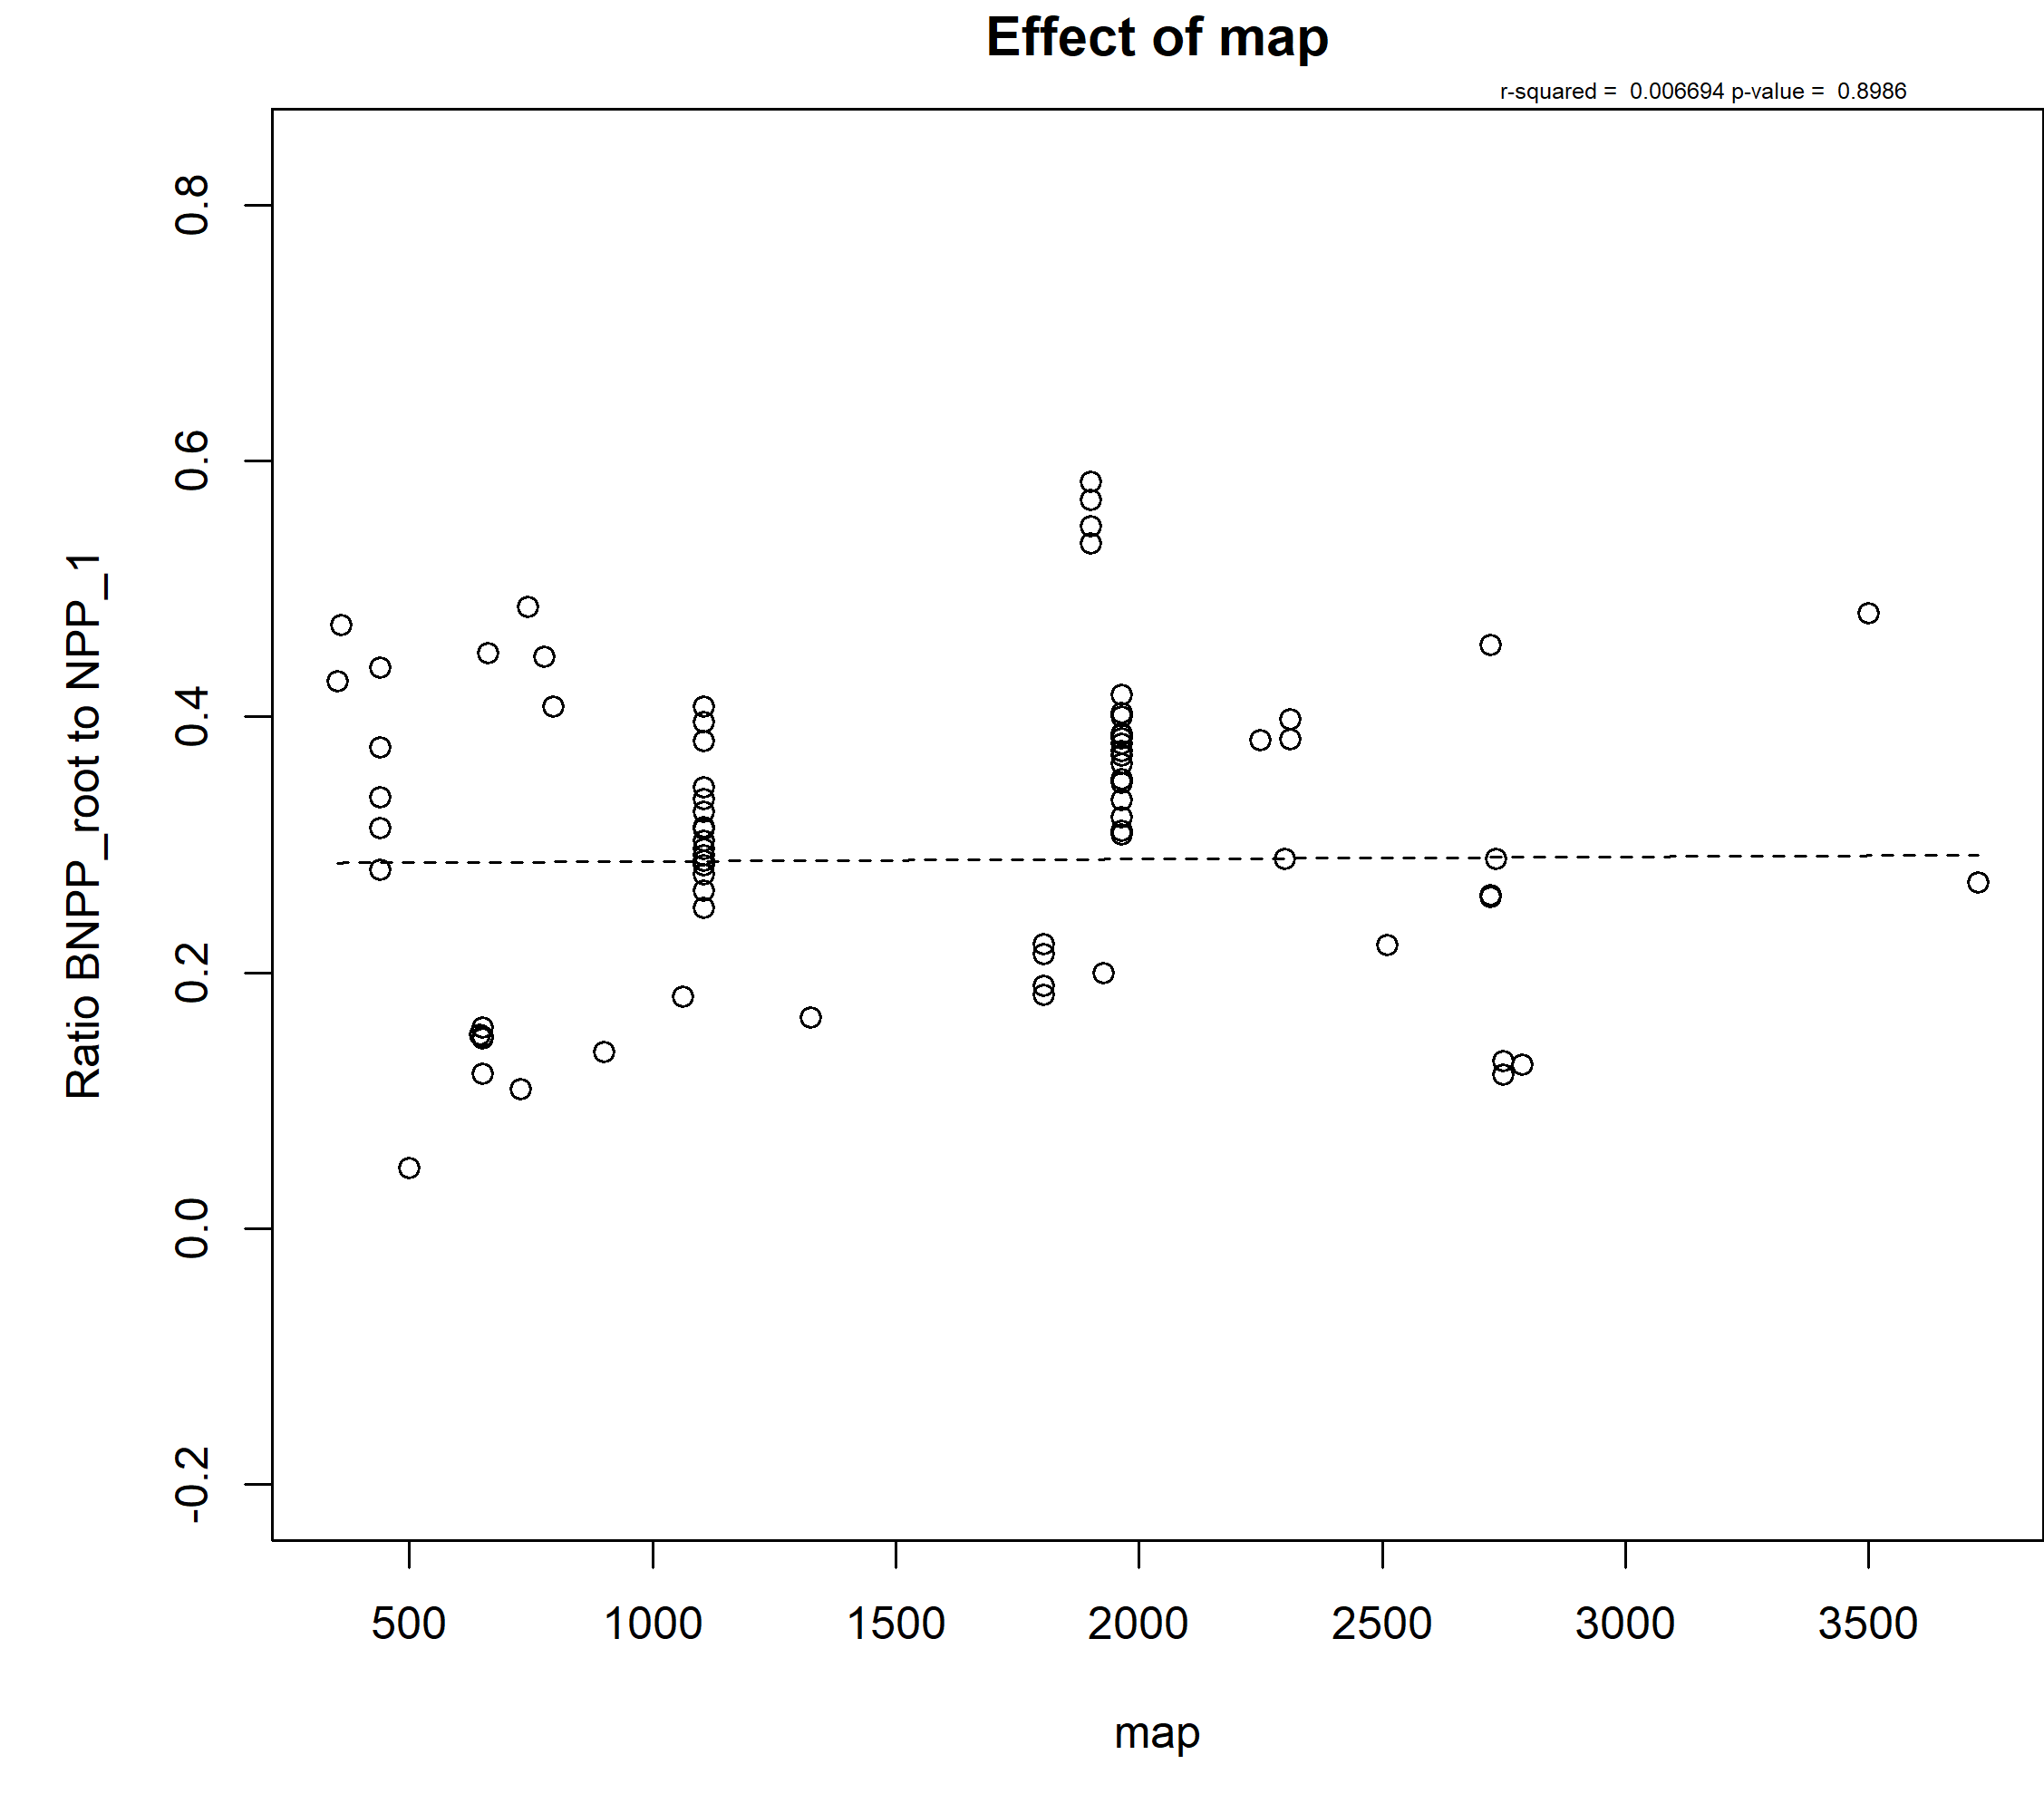 Effect of map
r-squared =  0.006694 p-value =  0.8986
Ratio BNPP_root to NPP_1
0.8
0.6
0.4
0.2
0.0
-0.2
500 1000 1500 2000 2500 3000 3500
map